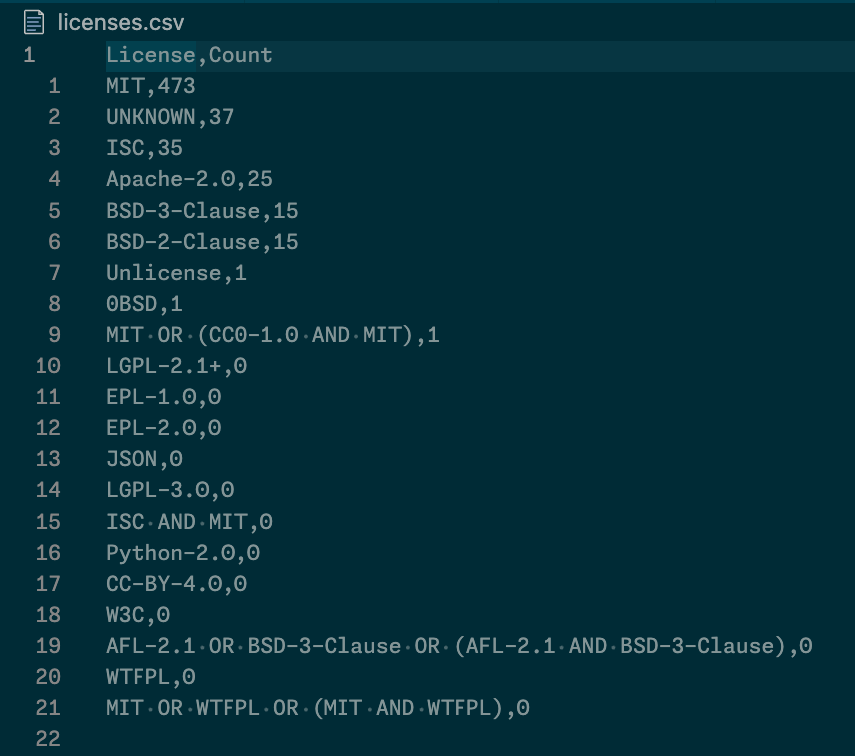 licenses.csv
1 License,Count
1 MIT,473
2 UNKNOWN,37
3 ISC,35
4 Apache-2.0,25
5 BSD-3-Clause,15
6 BSD-2-Clause,15
7 Unlicense,1
8 0BSD,1
9 MIT·OR·(CC0-1.0·AND·MIT),1
10 LGPL-2.1+,0
11 EPL-1.0,0
12 EPL-2.0,0
13 JSON,0
14 LGPL-3.0,0
15 ISC·AND·MIT,0
16 Python-2.0,0
17 CC-BY-4.0,0
18 W3C,0
19 AFL-2.1·OR·BSD-3-Clause·OR·(AFL-2.1·AND·BSD-3-Clause),0
20 WTFPL,0
21 MIT·OR·WTFPL·OR·(MIT·AND·WTFPL),0
22